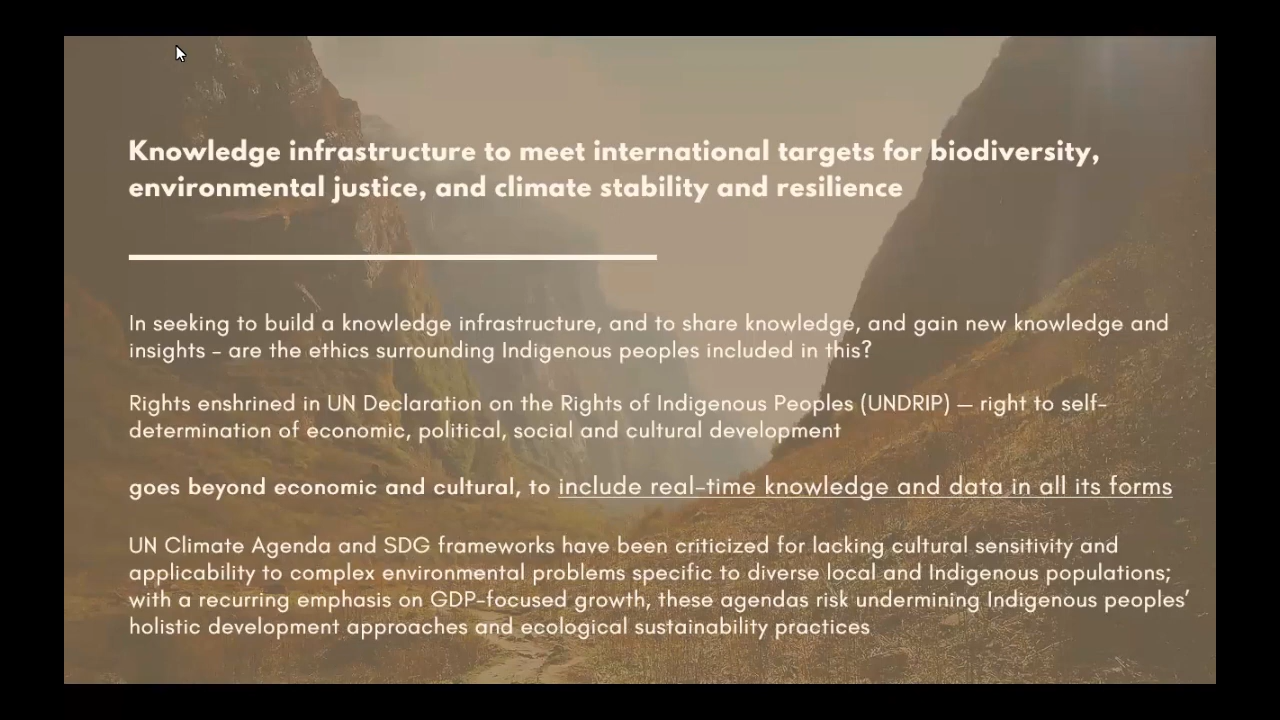 Knowledge infrastructure to meet international targets for biodiversity,
environmental justice, and climate stability and resilience
In seeking to build a knowledge infrastructure, and to share knowledge, and gain new knowledge and
insights – are the ethics surrounding Indigenous peoples included in this?
Rights enshrined in UN Declaration on the Rights of Indigenous Peoples (UNDRIP) — right to self-
determination of economic, political, social and cultural development
goes beyond economic and cultural, to include real-time knowledge and data in all its forms
UN Climate Agenda and SDG frameworks have been criticized for lacking cultural sensitivity and
applicability to complex environmental problems specific to diverse local and Indigenous populations;
with a recurring emphasis on GDP-focused growth, these agendas risk undermining Indigenous peoples’
holistic development approaches and ecological sustainability practices